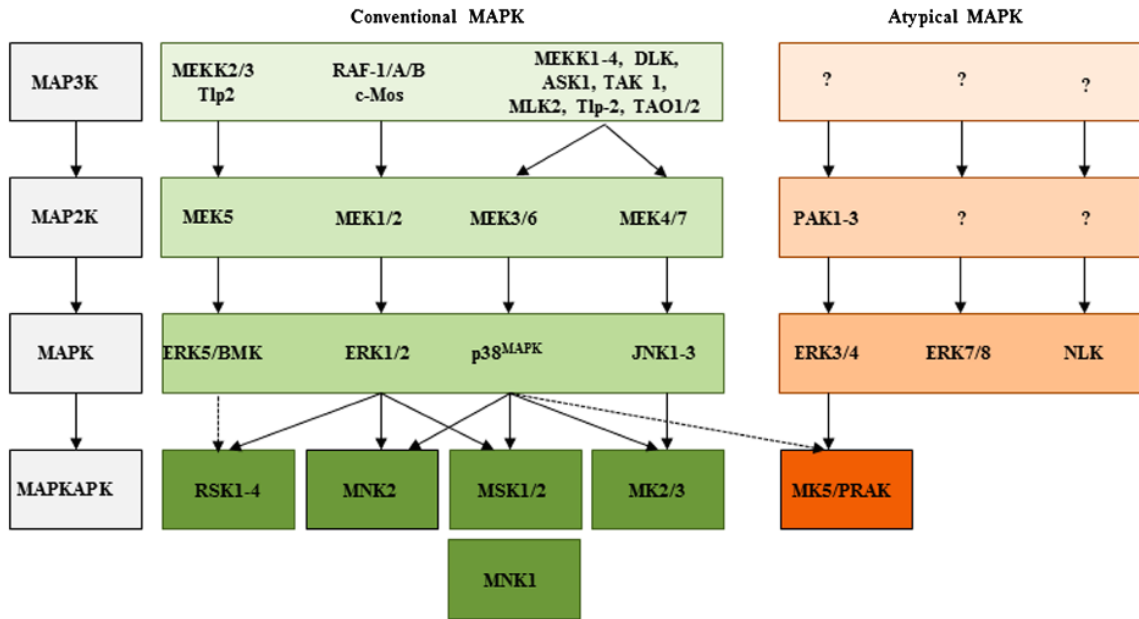 Conventional MAPK
Atypical MAPK
MAP3K
MEKK2/3
Tlp2
RAF-1/A/B
c-Mos
MEKK1-4, DLK,
ASK1, TAK 1,
MLK2, Tlp-2, TAO1/2
?
?
?
MAP2K
MEK5
MEK1/2
MEK3/6
MEK4/7
PAK1-3
?
?
MAPK
ERK5/BMK
ERK1/2
p38MAPK
JNK1-3
ERK3/4
ERK7/8
NLK
MAPKAPK
RSK1-4
MNK2
MSK1/2
MK2/3
MK5/PRAK
MNK1